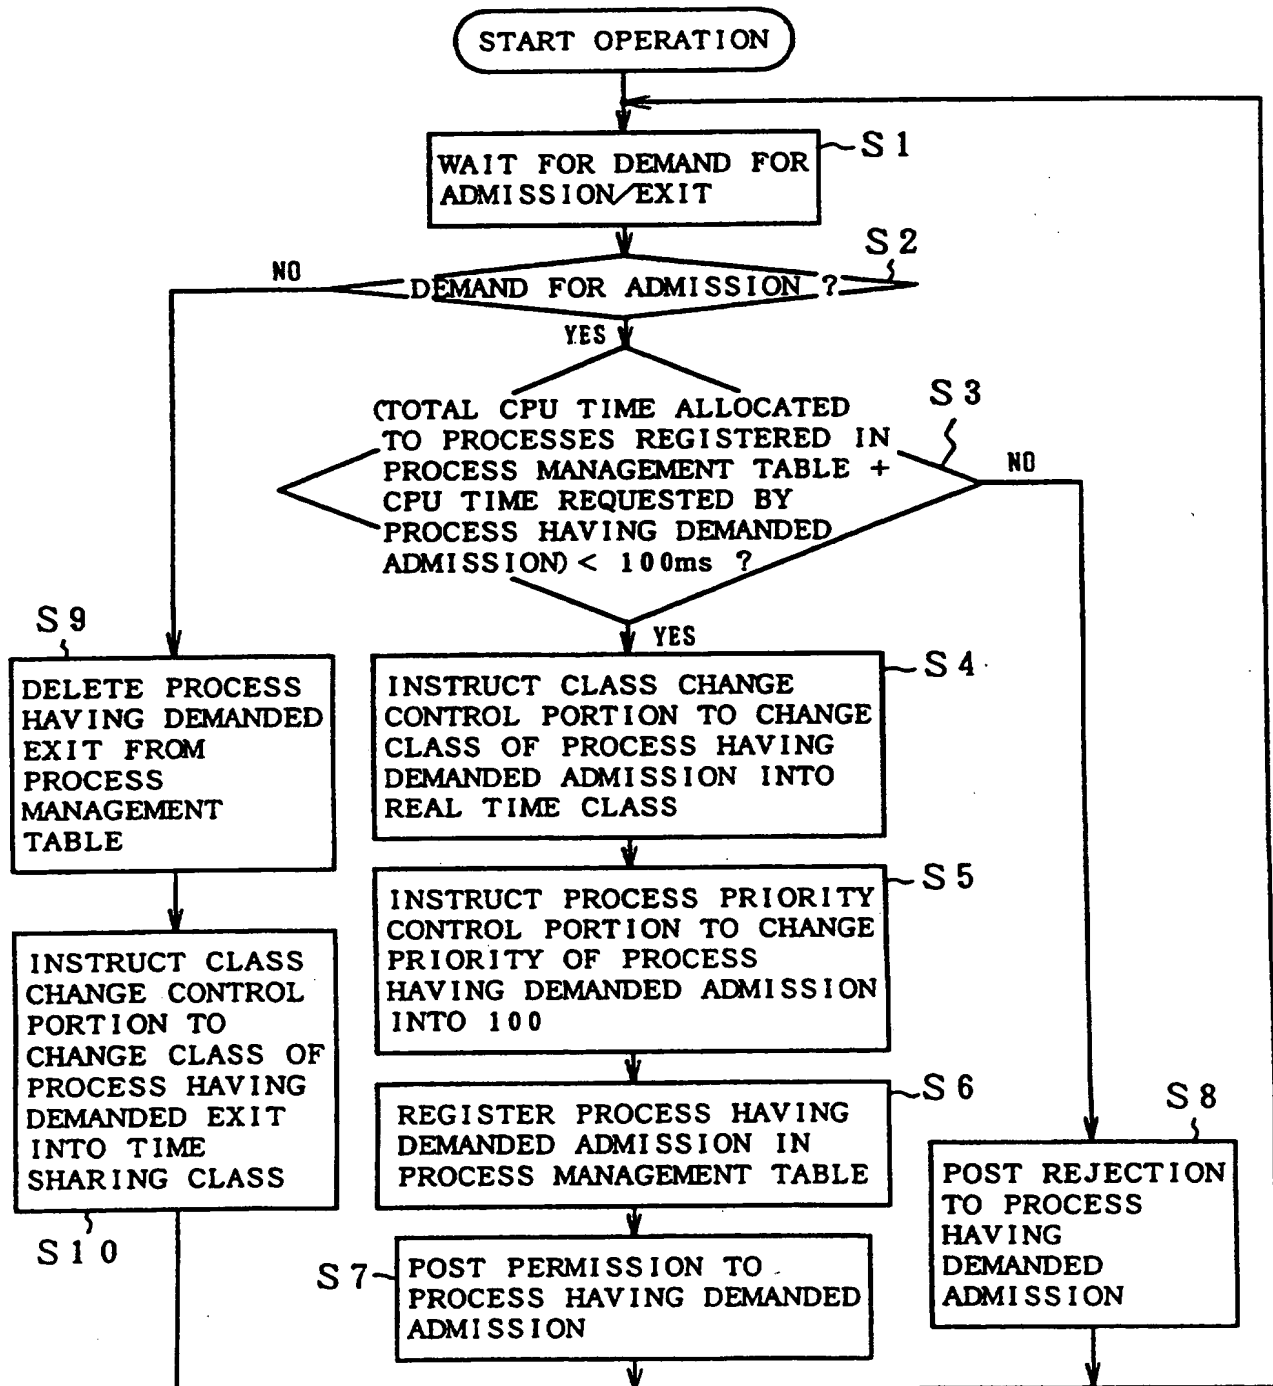 START OPERATION
S1
WAIT FOR DEMAND FOR
ADMISSION/EXIT
S2
NO
DEMAND FOR ADMISSION ?
YES
S3
(TOTAL CPU TIME ALLOCATED
TO PROCESSES REGISTERED IN
PROCESS MANAGEMENT TABLE +
CPU TIME REQUESTED BY
PROCESS HAVING DEMANDED
ADMISSION) < 100ms ?
NO
YES
S9
DELETE PROCESS
HAVING DEMANDED
EXIT FROM
PROCESS
MANAGEMENT
TABLE
S4
INSTRUCT CLASS CHANGE
CONTROL PORTION TO CHANGE
CLASS OF PROCESS HAVING
DEMANDED ADMISSION INTO
REAL TIME CLASS
S5
INSTRUCT PROCESS PRIORITY
CONTROL PORTION TO CHANGE
PRIORITY OF PROCESS
HAVING DEMANDED ADMISSION
INTO 100
INSTRUCT CLASS
CHANGE CONTROL
PORTION TO
CHANGE CLASS OF
PROCESS HAVING
DEMANDED EXIT
INTO TIME
SHARING CLASS
S10
S6
REGISTER PROCESS HAVING
DEMANDED ADMISSION IN
PROCESS MANAGEMENT TABLE
S7
POST PERMISSION TO
PROCESS HAVING DEMANDED
ADMISSION
S8
POST REJECTION
TO PROCESS
HAVING
DEMANDED
ADMISSION